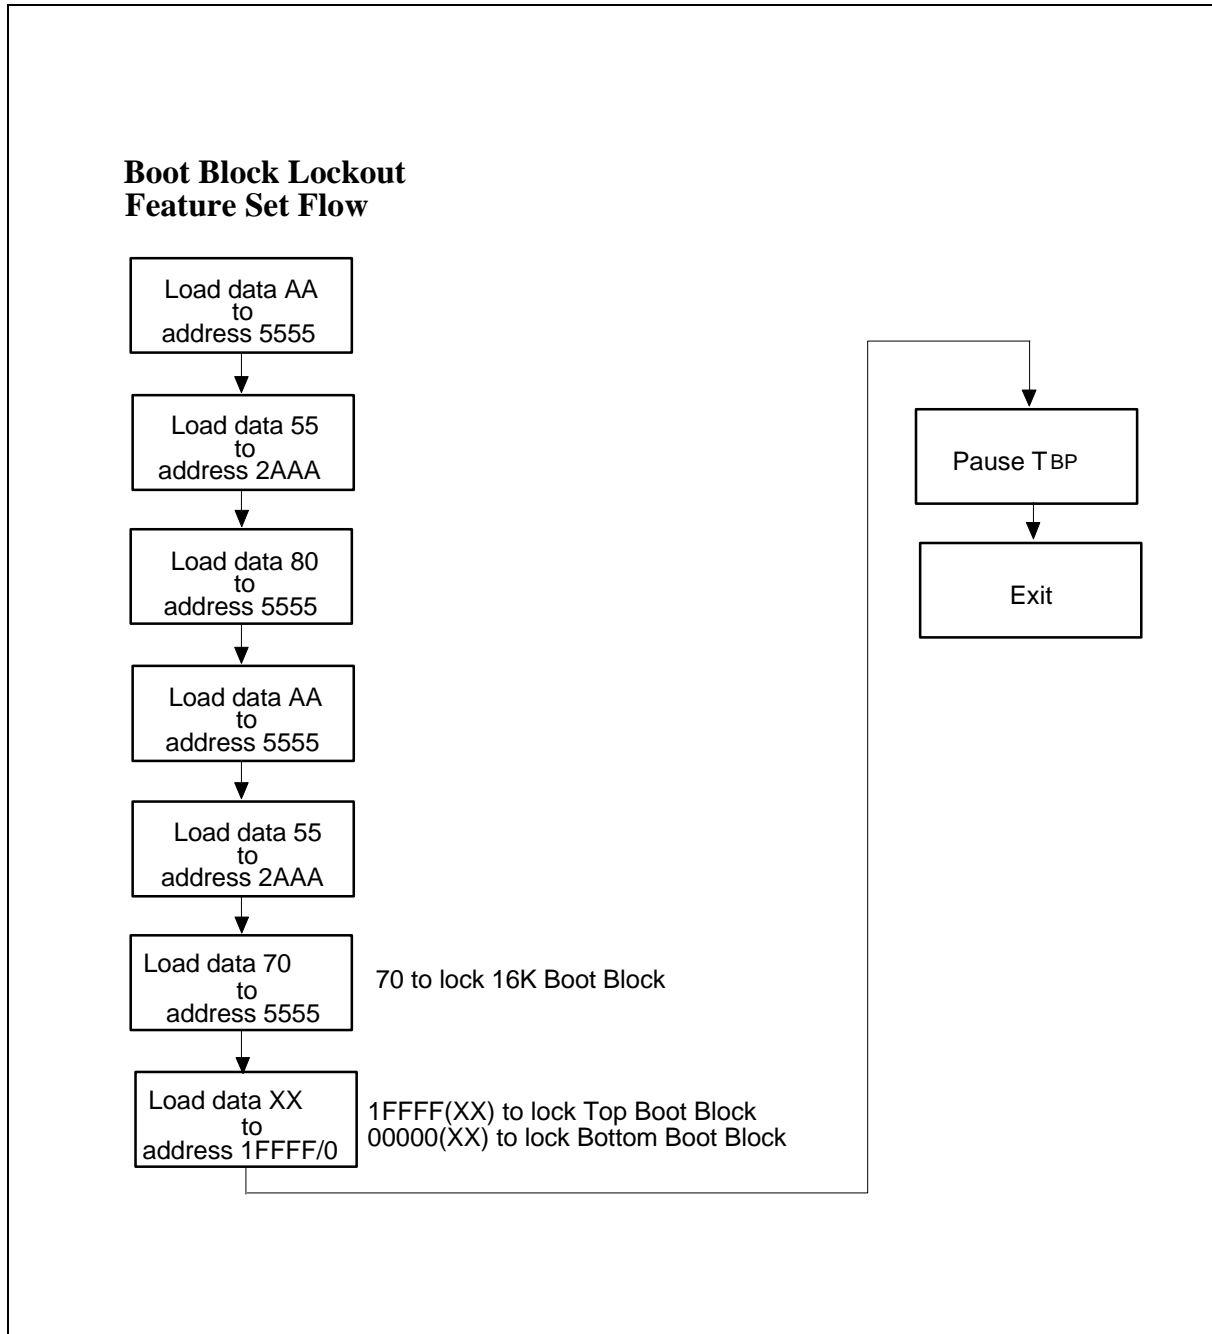 Boot Block Lockout
Feature Set Flow
Load data AA
to
address 5555
Load data 55
to
address 2AAA
Load data 80
to
address 5555
Load data AA
to
address 5555
Load data 55
to
address 2AAA
Load data 70
to
address 5555
70 to lock 16K Boot Block
Load data XX
to
address 1FFFF/0
1FFFF(XX) to lock Top Boot Block
00000(XX) to lock Bottom Boot Block
Pause TBP
Exit